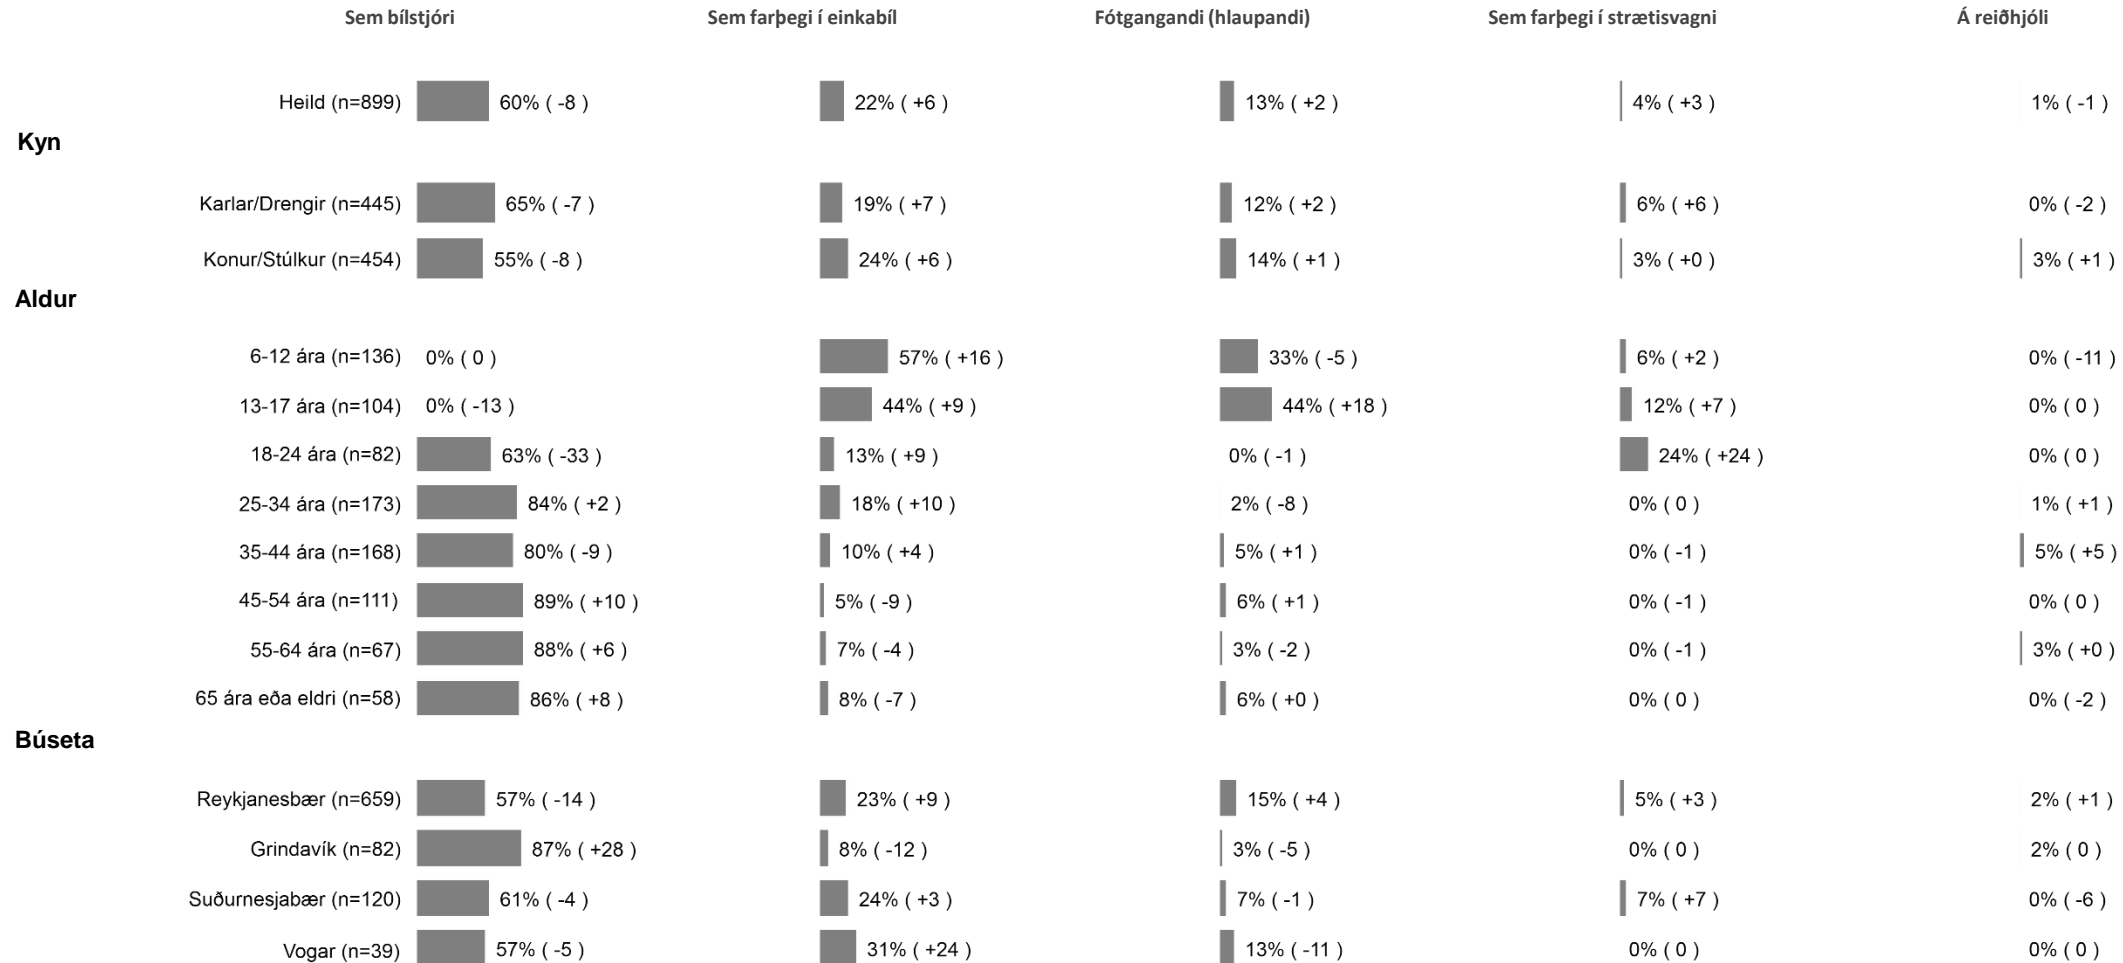 Sem bílstjóri Sem farþegi í einkabíl Fótgangandi (hlaupandi) Sem farþegi í strætisvagni Á reiðhjóli
Heild (n=899) 60% ( -8 ) 22% ( +6 ) 13% ( +2 ) 4% ( +3 ) 1% ( -1 )
Kyn
Karlar/Drengir (n=445) 65% ( -7 ) 19% ( +7 ) 12% ( +2 ) 6% ( +6 ) 0% ( -2 )
Konur/Stúlkur (n=454) 55% ( -8 ) 24% ( +6 ) 14% ( +1 ) 3% ( +0 ) 3% ( +1 )
Aldur
6-12 ára (n=136) 0% ( 0 ) 57% ( +16 ) 33% ( -5 ) 6% ( +2 ) 0% ( -11 )
13-17 ára (n=104) 0% ( -13 ) 44% ( +9 ) 44% ( +18 ) 12% ( +7 ) 0% ( 0 )
18-24 ára (n=82) 63% ( -33 ) 13% ( +9 ) 0% ( -1 ) 24% ( +24 ) 0% ( 0 )
25-34 ára (n=173) 84% ( +2 ) 18% ( +10 ) 2% ( -8 ) 0% ( 0 ) 1% ( +1 )
35-44 ára (n=168) 80% ( -9 ) 10% ( +4 ) 5% ( +1 ) 0% ( -1 ) 5% ( +5 )
45-54 ára (n=111) 89% ( +10 ) 5% ( -9 ) 6% ( +1 ) 0% ( -1 ) 0% ( 0 )
55-64 ára (n=67) 88% ( +6 ) 7% ( -4 ) 3% ( -2 ) 0% ( -1 ) 3% ( +0 )
65 ára eða eldri (n=58) 86% ( +8 ) 8% ( -7 ) 6% ( +0 ) 0% ( 0 ) 0% ( -2 )
Búseta
Reykjanesbær (n=659) 57% ( -14 ) 23% ( +9 ) 15% ( +4 ) 5% ( +3 ) 2% ( +1 )
Grindavík (n=82) 87% ( +28 ) 8% ( -12 ) 3% ( -5 ) 0% ( 0 ) 2% ( 0 )
Suðurnesjabær (n=120) 61% ( -4 ) 24% ( +3 ) 7% ( -1 ) 7% ( +7 ) 0% ( -6 )
Vogar (n=39) 57% ( -5 ) 31% ( +24 ) 13% ( -11 ) 0% ( 0 ) 0% ( 0 )